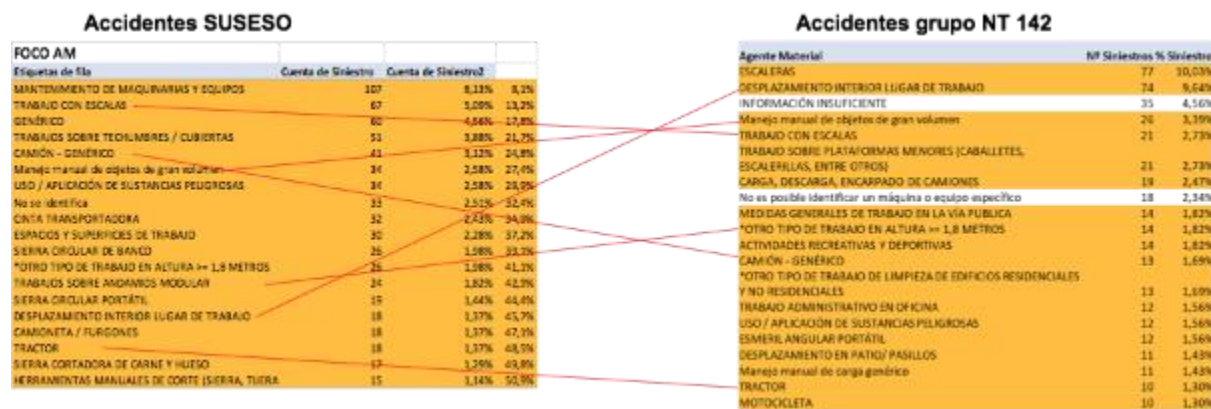 Accidentes SUSESO
FOCO AM
Etiquetas de fila Cuenta de Siniestro Cuenta de Siniestro2
MANTENIMIENTO DE MAQUINARIAS Y EQUIPOS 107 8,13% 8,1%
TRABAJO CON ESCALAS 67 5,09% 13,2%
GENÉRICO 60 4,56% 17,8%
TRABAJOS SOBRE TECHUMBRES / CUBIERTAS 51 3,88% 21,7%
CAMIÓN - GENÉRICO 41 3,12% 24,8%
Manejo manual de objetos de gran volumen 34 2,58% 27,4%
USO / APLICACIÓN DE SUSTANCIAS PELIGROSAS 34 2,58%
No se identifica 33 2,51% 32,4%
CINTA TRANSPORTADORA 32 2,43% 34,9%
ESPACIOS Y SUPERFICIES DE TRABAJO 30 2,28% 37,2%
SIERRA CIRCULAR DE BANCO 26 1,98% 39,1%
*OTRO TIPO DE TRABAJO EN ALTURA >= 1,8 METROS 26 1,98% 41,1%
TRABAJOS SOBRE ANDAMIOS MODULAR 24 1,82% 42,9%
SIERRA CIRCULAR PORTÁTIL 19 1,44% 44,4%
DESPLAZAMIENTO INTERIOR LUGAR DE TRABAJO 18 1,37% 45,7%
CAMIONETA / FURGONES 18 1,37% 47,1%
TRACTOR 18 1,37% 48,5%
SIERRA CORTADORA DE CARNE Y HUESO 17 1,29% 49,8%
HERRAMIENTAS MANUALES DE CORTE (SIERRA, TIJERA 15 1,14% 50,9%
Accidentes grupo NT 142
Agente Material Nº Siniestros % Siniestro
ESCALERAS 77 10,03%
DESPLAZAMIENTO INTERIOR LUGAR DE TRABAJO 74 9,64%
INFORMACIÓN INSUFICIENTE 35 4,56%
Manejo manual de objetos de gran volumen 26 3,39%
TRABAJO CON ESCALAS 21 2,73%
TRABAJO SOBRE PLATAFORMAS MENORES (CABALLETES,
ESCALERILLAS, ENTRE OTROS) 21 2,73%
CARGA, DESCARGA, ENCARPADO DE CAMIONES 19 2,47%
No es posible identificar un máquina o equipo específico 18 2,34%
MEDIDAS GENERALES DE TRABAJO EN LA VÍA PUBLICA 14 1,82%
*OTRO TIPO DE TRABAJO EN ALTURA >= 1,8 METROS 14 1,82%
ACTIVIDADES RECREATIVAS Y DEPORTIVAS 14 1,82%
CAMIÓN - GENÉRICO 13 1,69%
*OTRO TIPO DE TRABAJO DE LIMPIEZA DE EDIFICIOS RESIDENCIALES
Y NO RESIDENCIALES 13 1,69%
TRABAJO ADMINISTRATIVO EN OFICINA 12 1,56%
USO / APLICACIÓN DE SUSTANCIAS PELIGROSAS 12 1,56%
ESMERIL ANGULAR PORTÁTIL 12 1,56%
DESPLAZAMIENTO EN PATIO/ PASILLOS 11 1,43%
Manejo manual de carga genérico 11 1,43%
TRACTOR 10 1,30%
MOTOCICLETA 10 1,30%